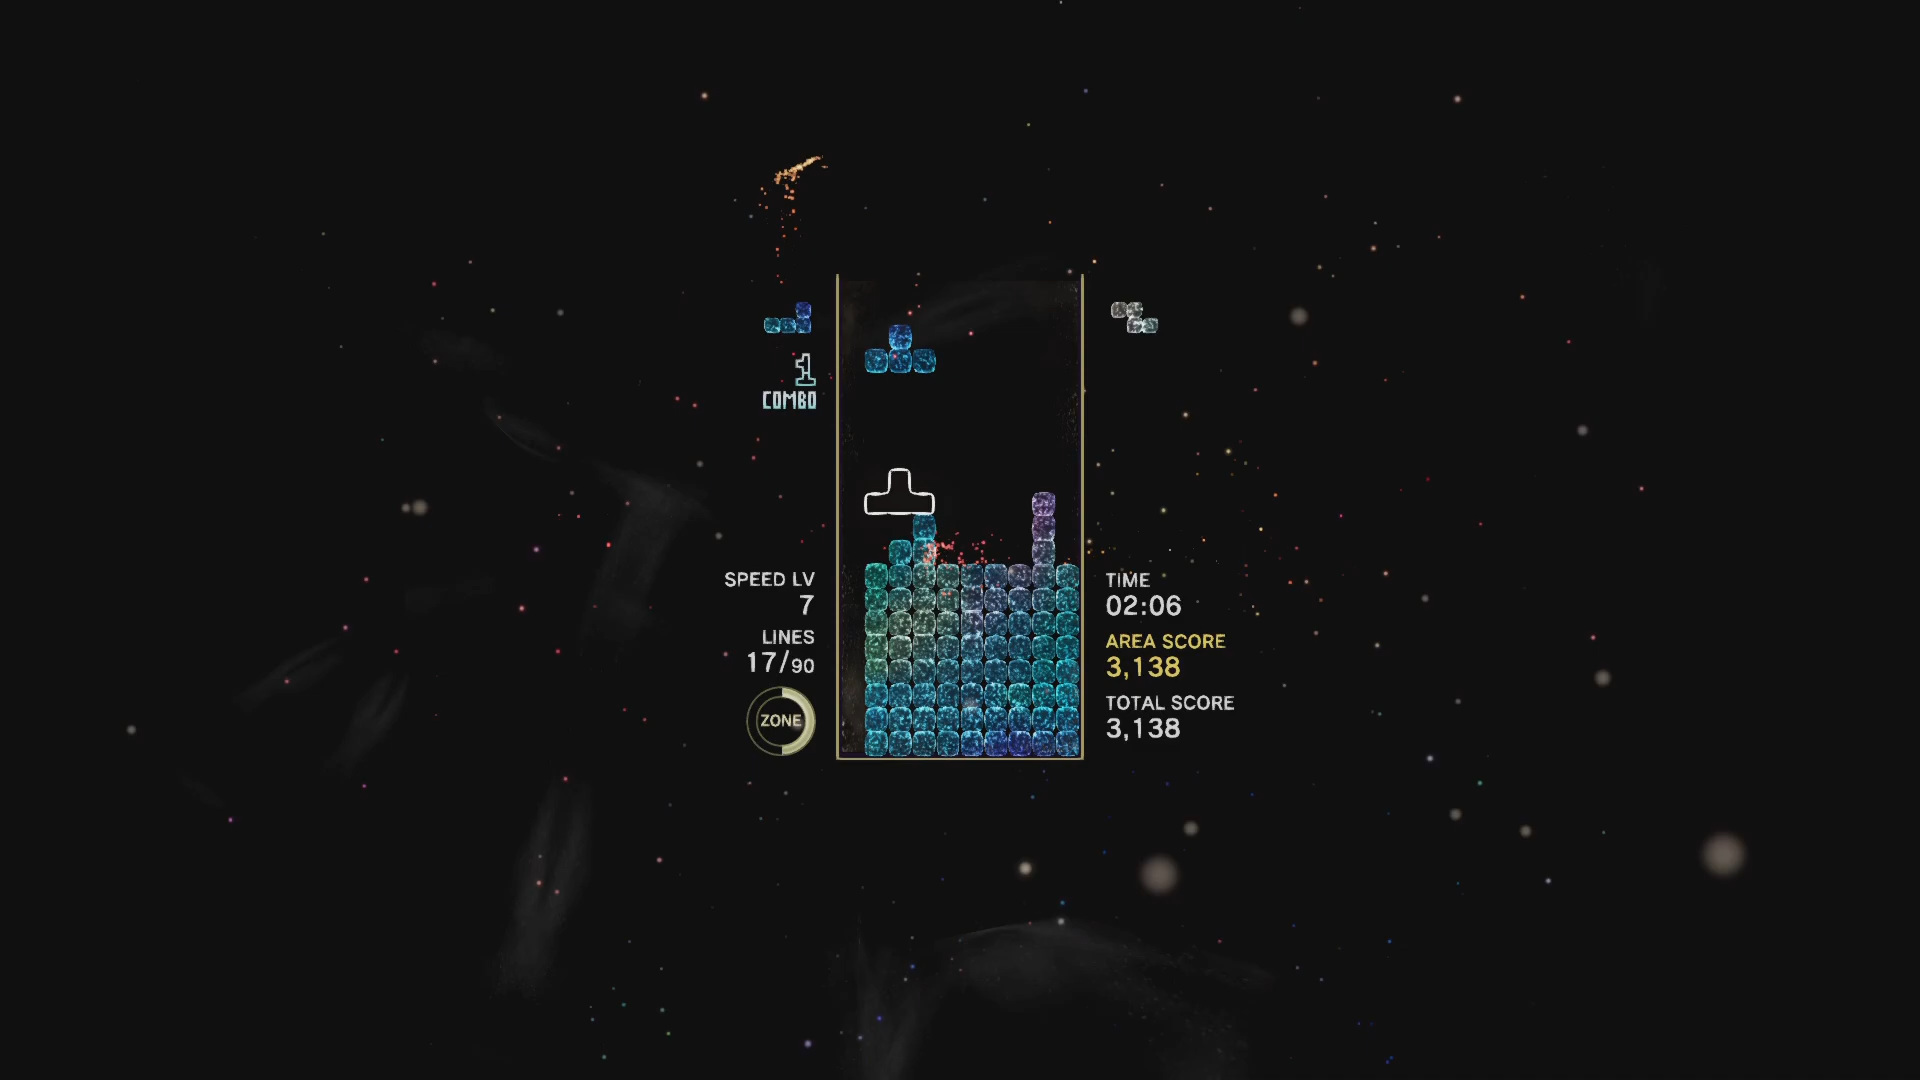 1
COMBO
SPEED LV
7
LINES
17/90
ZONE
TIME
02:06
AREA SCORE
3,138
TOTAL SCORE
3,138